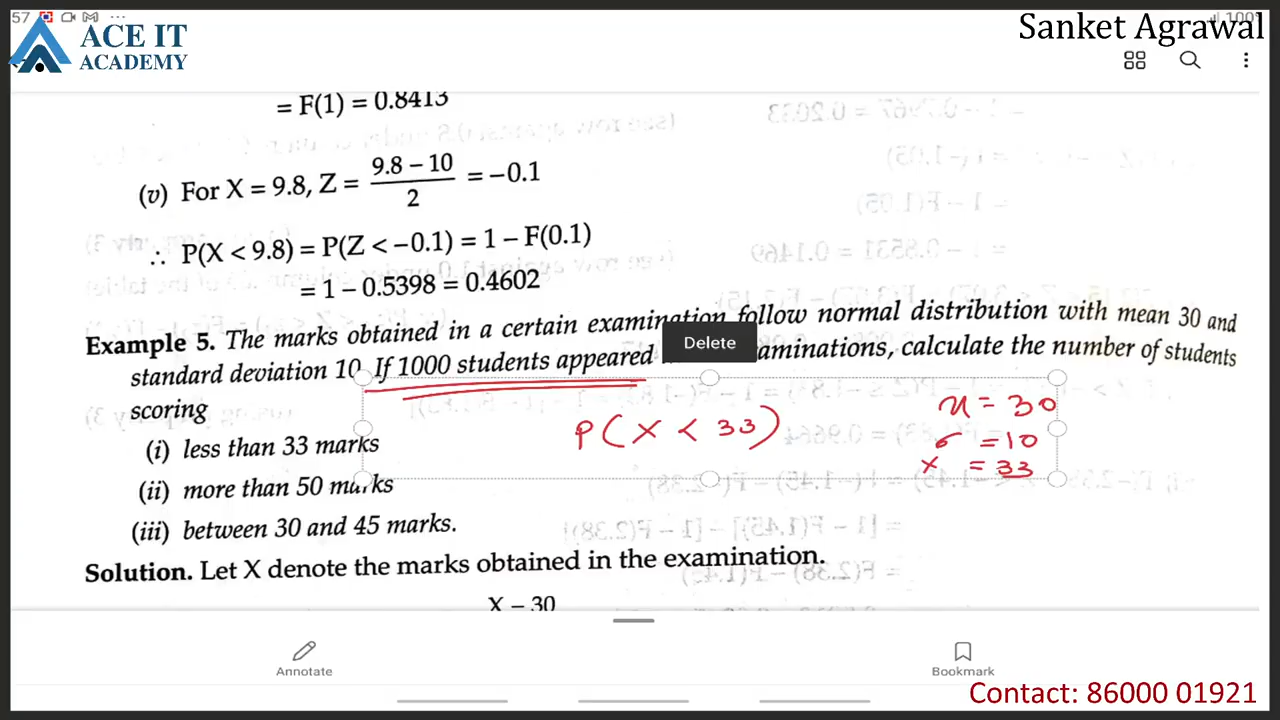 57
100%
ACE IT
ACADEMY
Sanket Agrawal
= F(1) = 0.8413
(v) For X = 9.8, Z = 9.8 – 10 / 2 = –0.1
∴ P(X < 9.8) = P(Z < –0.1) = 1 – F(0.1)
= 1 – 0.5398 = 0.4602
Example 5. The marks obtained in a certain examination follow normal distribution with mean 30 and
standard deviation 10. If 1000 students appeared aminations, calculate the number of students
Delete
scoring
(i) less than 33 marks
P(X < 33)
x = 30
σ = 10
x = 33
(ii) more than 50 marks
(iii) between 30 and 45 marks.
Solution. Let X denote the marks obtained in the examination.
X – 30
Annotate
Bookmark
Contact: 86000 01921